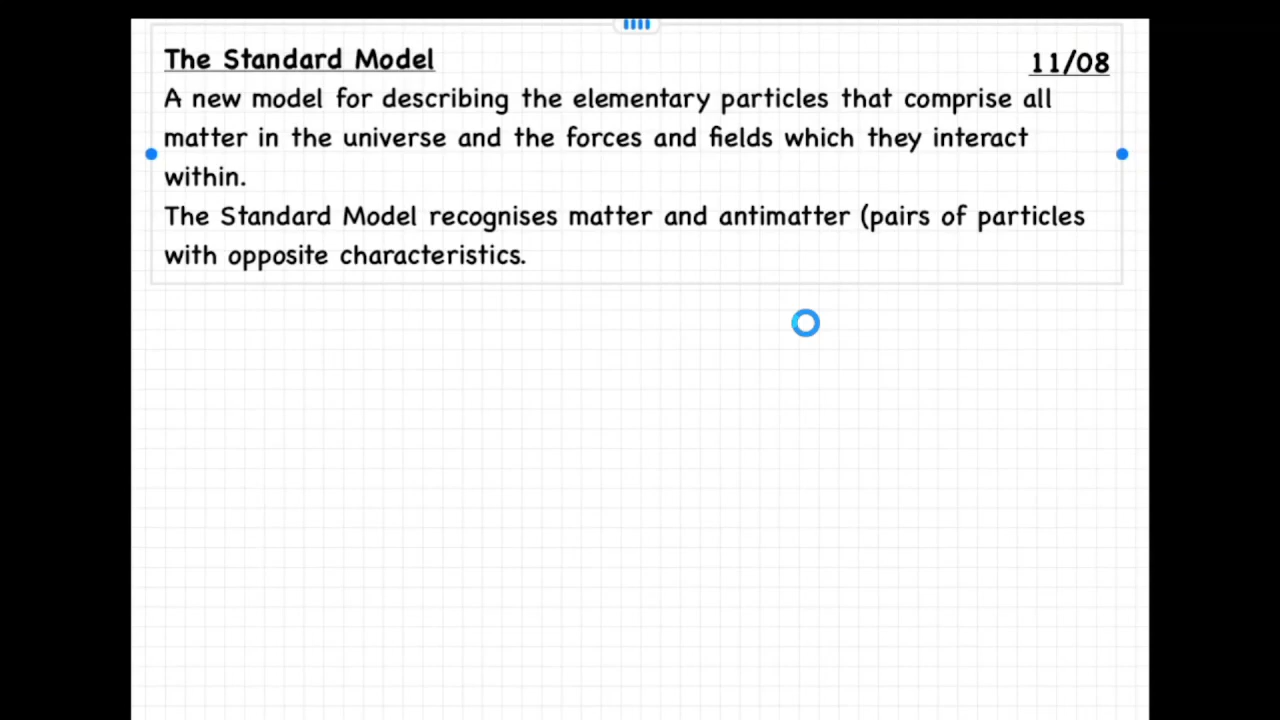 The Standard Model 11/08
A new model for describing the elementary particles that comprise all
matter in the universe and the forces and fields which they interact
within.
The Standard Model recognises matter and antimatter (pairs of particles
with opposite characteristics.